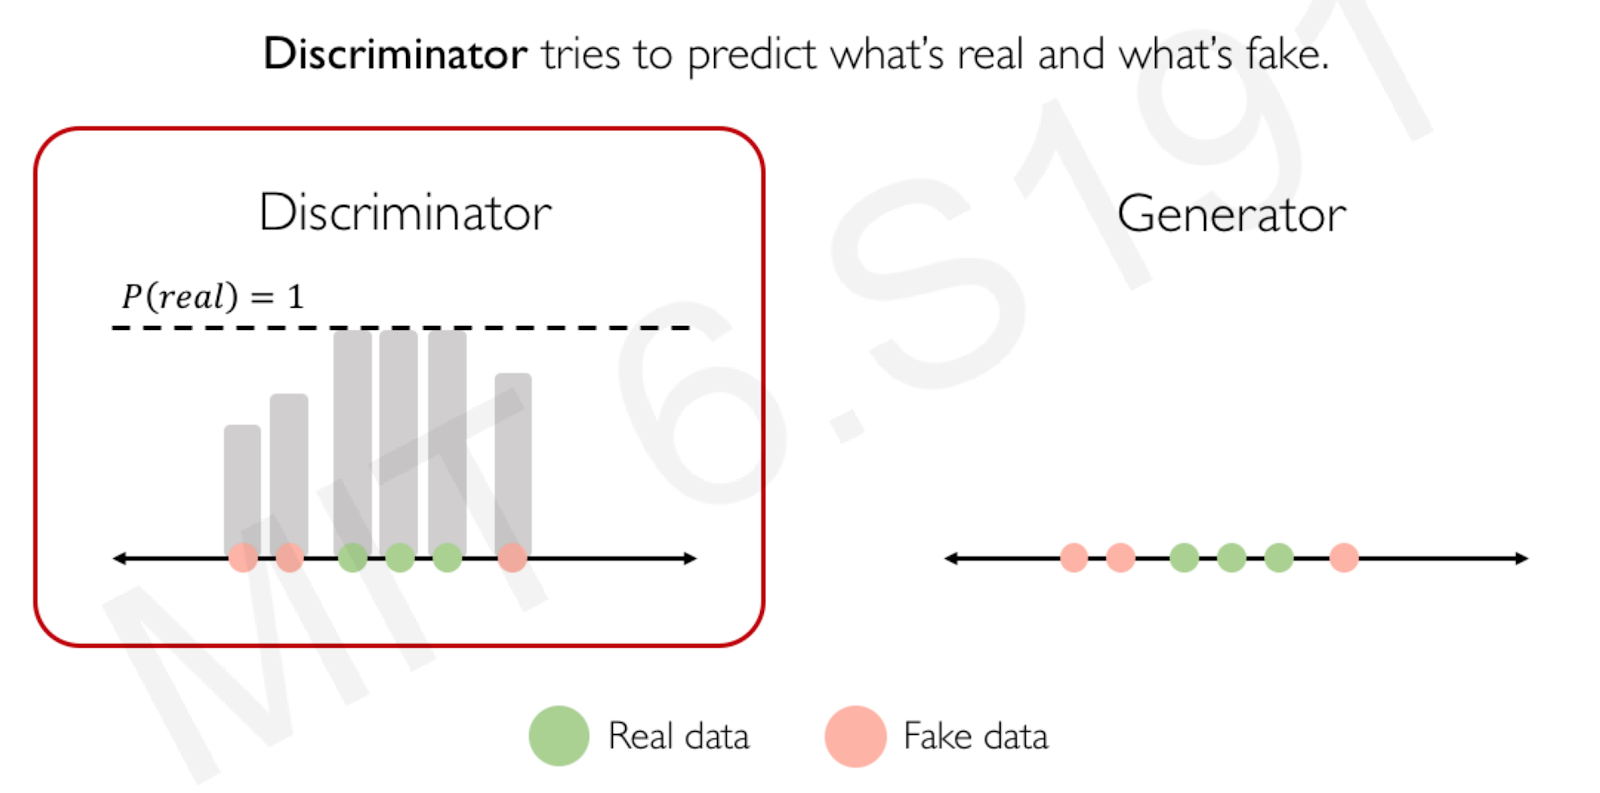 Discriminator tries to predict what's real and what's fake.
Discriminator
Generator
P(real) = 1
MIT 6.S191
Real data
Fake data